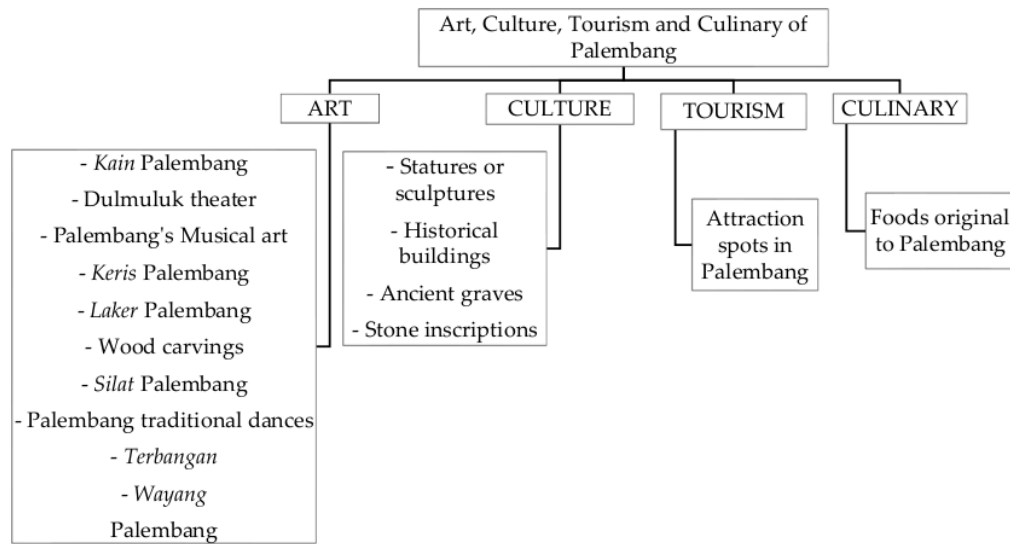 Art, Culture, Tourism and Culinary of
Palembang
ART
CULTURE
TOURISM
CULINARY
- Kain Palembang
- Dulmuluk theater
- Palembang's Musical art
- Keris Palembang
- Laker Palembang
- Wood carvings
- Silat Palembang
- Palembang traditional dances
- Terbangan
- Wayang
Palembang
- Statures or
sculptures
- Historical
buildings
- Ancient graves
- Stone inscriptions
Attraction
spots in
Palembang
Foods original
to Palembang